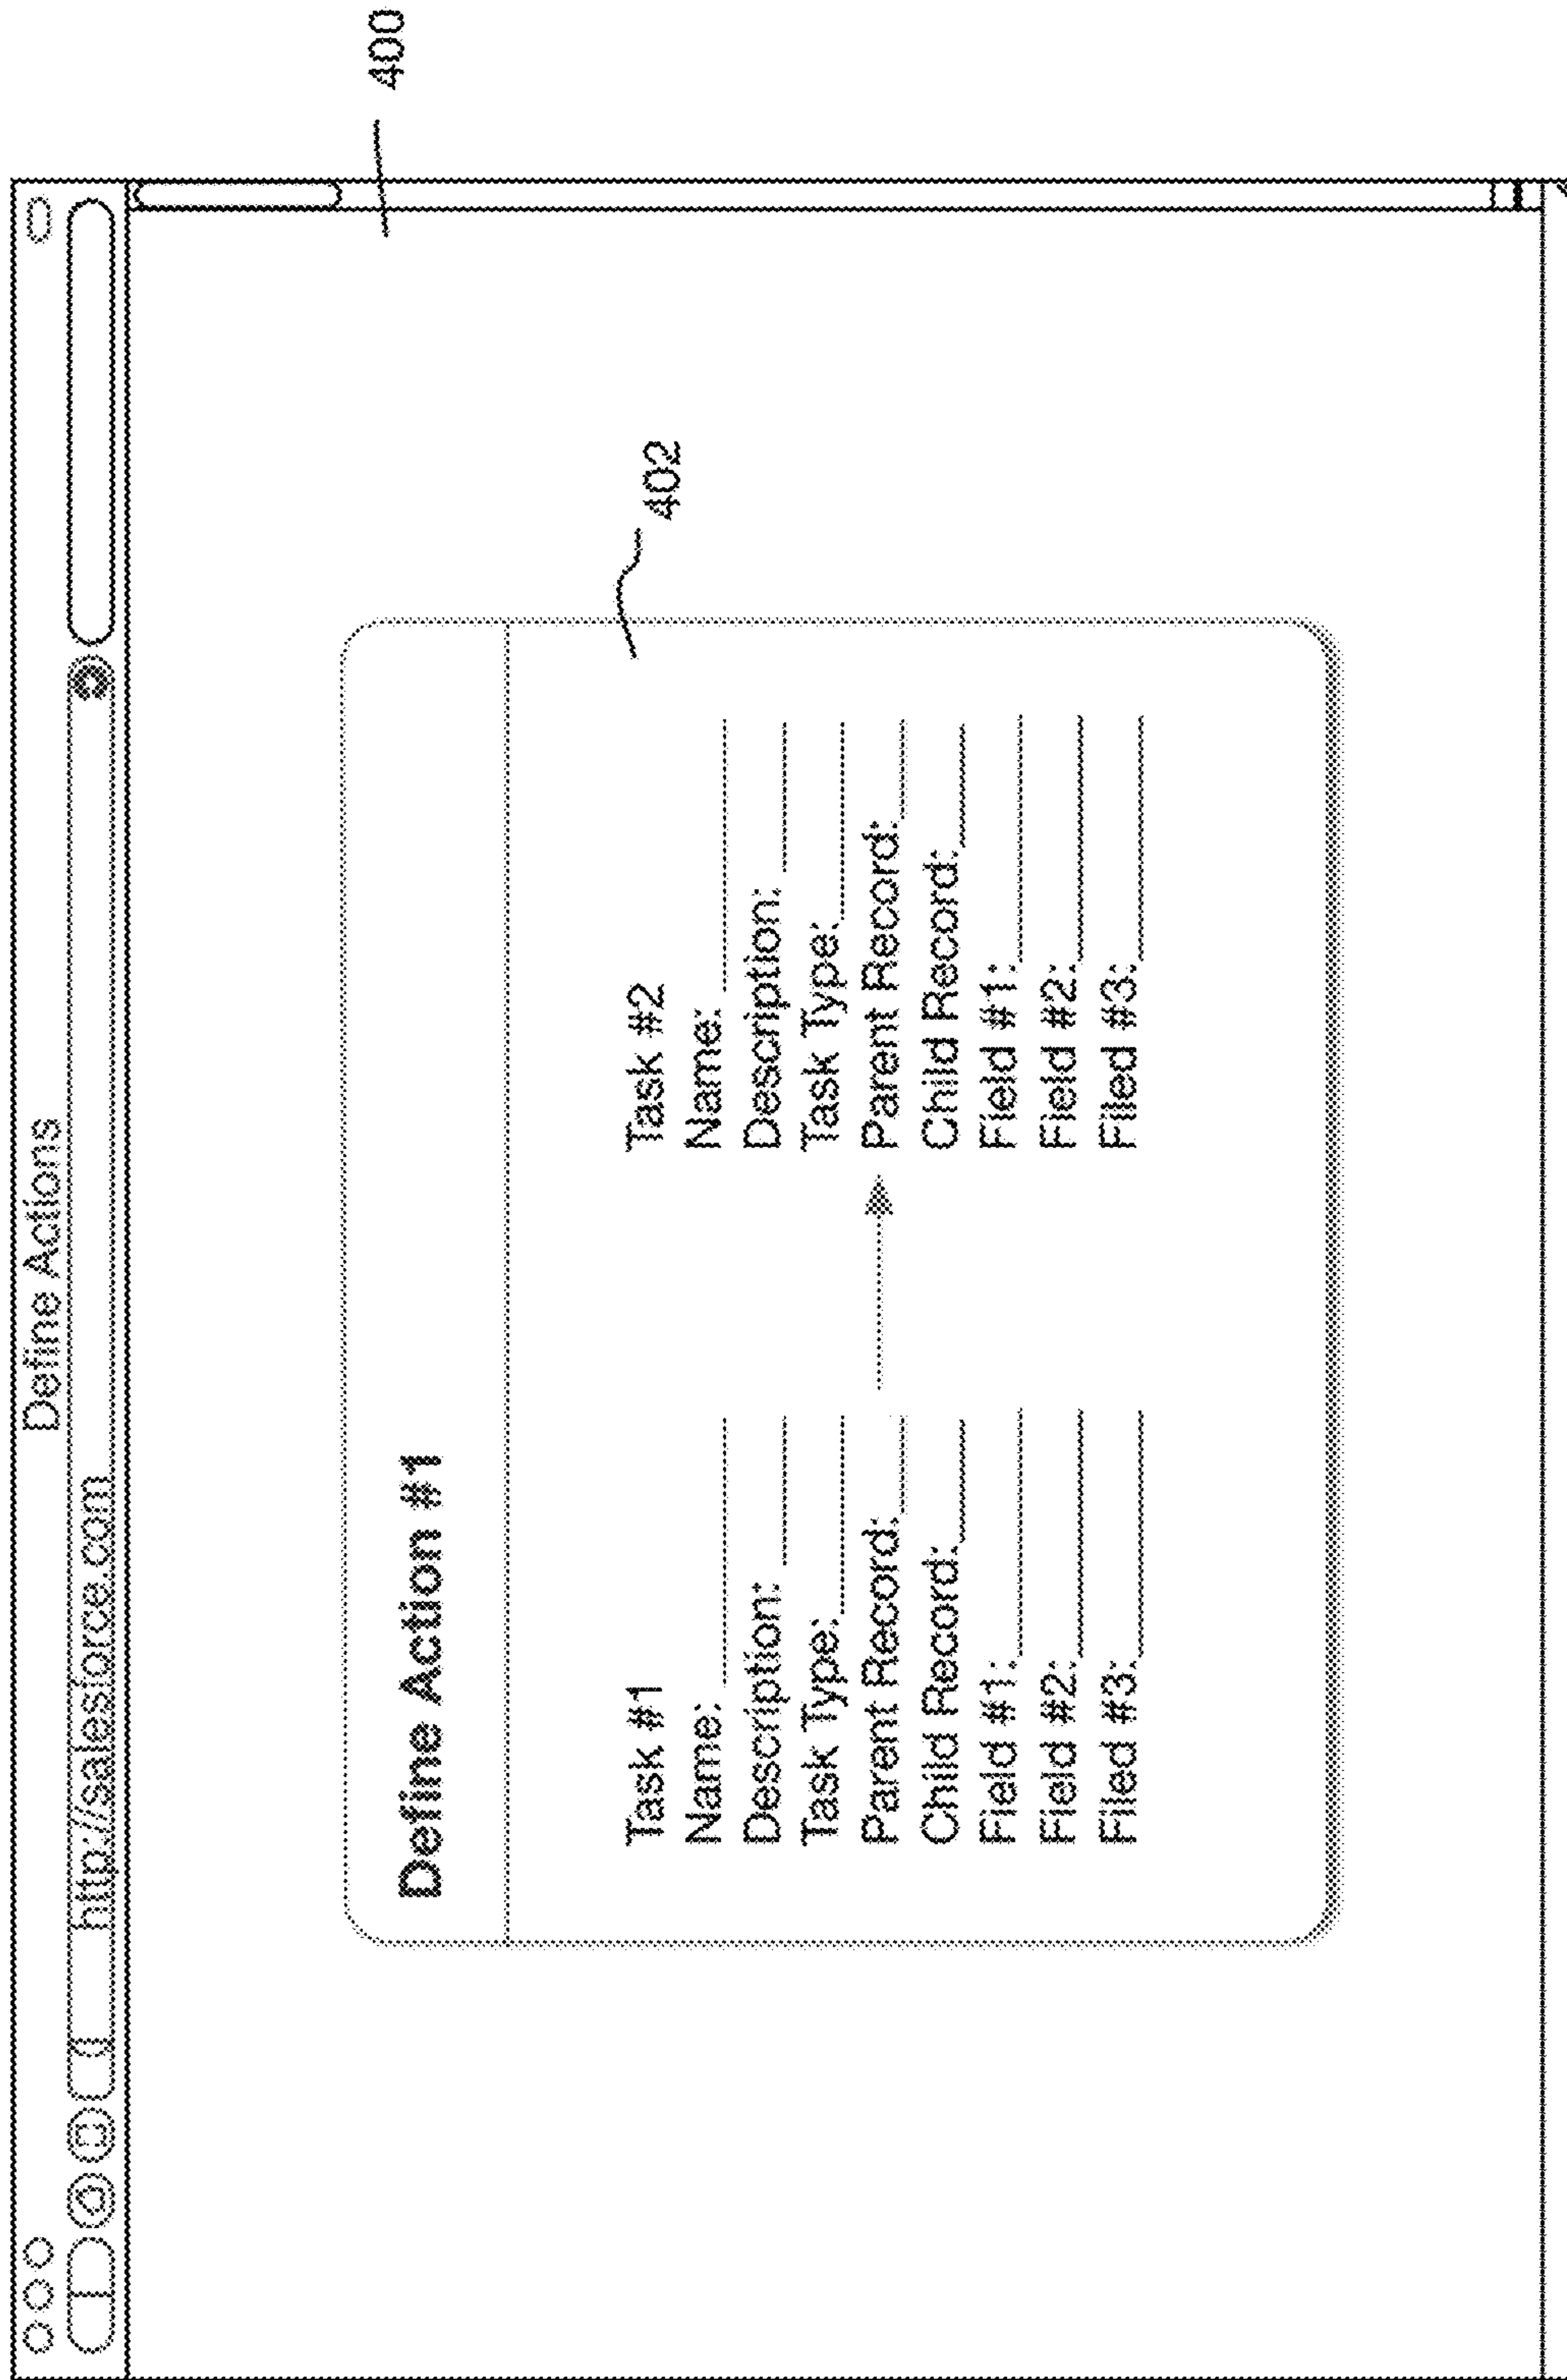 Define Actions
http://salesforce.com
400
Define Action #1
402
Task #1
Name:
Description:
Task Type:
Parent Record:
Child Record:
Field #1:
Field #2:
Filed #3:
Task #2
Name:
Description:
Task Type:
Parent Record:
Child Record:
Field #1:
Field #2:
Filed #3: